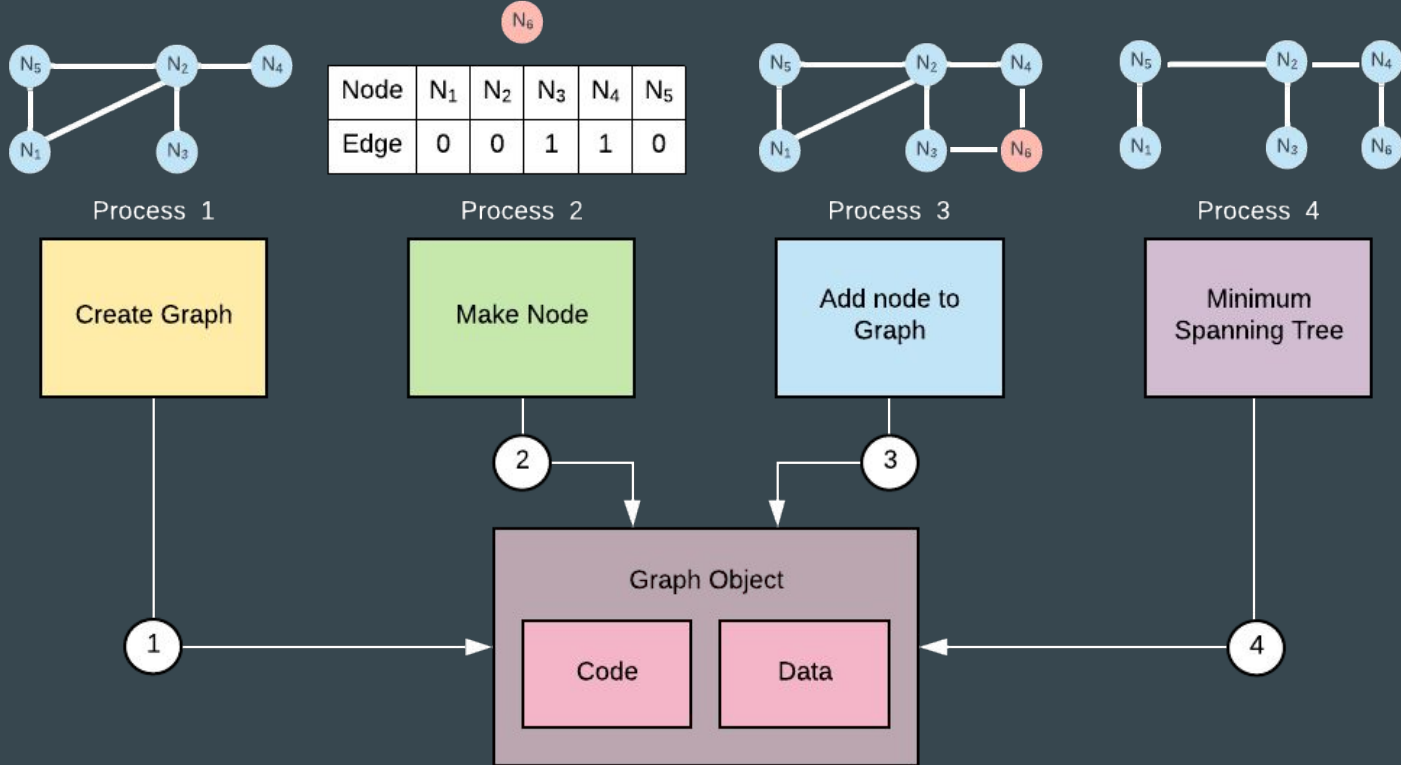 N₆
N₅ N₂ N₄
N₁ N₃
Node N₁ N₂ N₃ N₄ N₅
Edge 0 0 1 1 0
N₅ N₂ N₄
N₁ N₃ N₆
N₅ N₂ N₄
N₁ N₃ N₆
Process 1
Process 2
Process 3
Process 4
Create Graph
Make Node
Add node to
Graph
Minimum
Spanning Tree
2
3
Graph Object
1
Code
Data
4